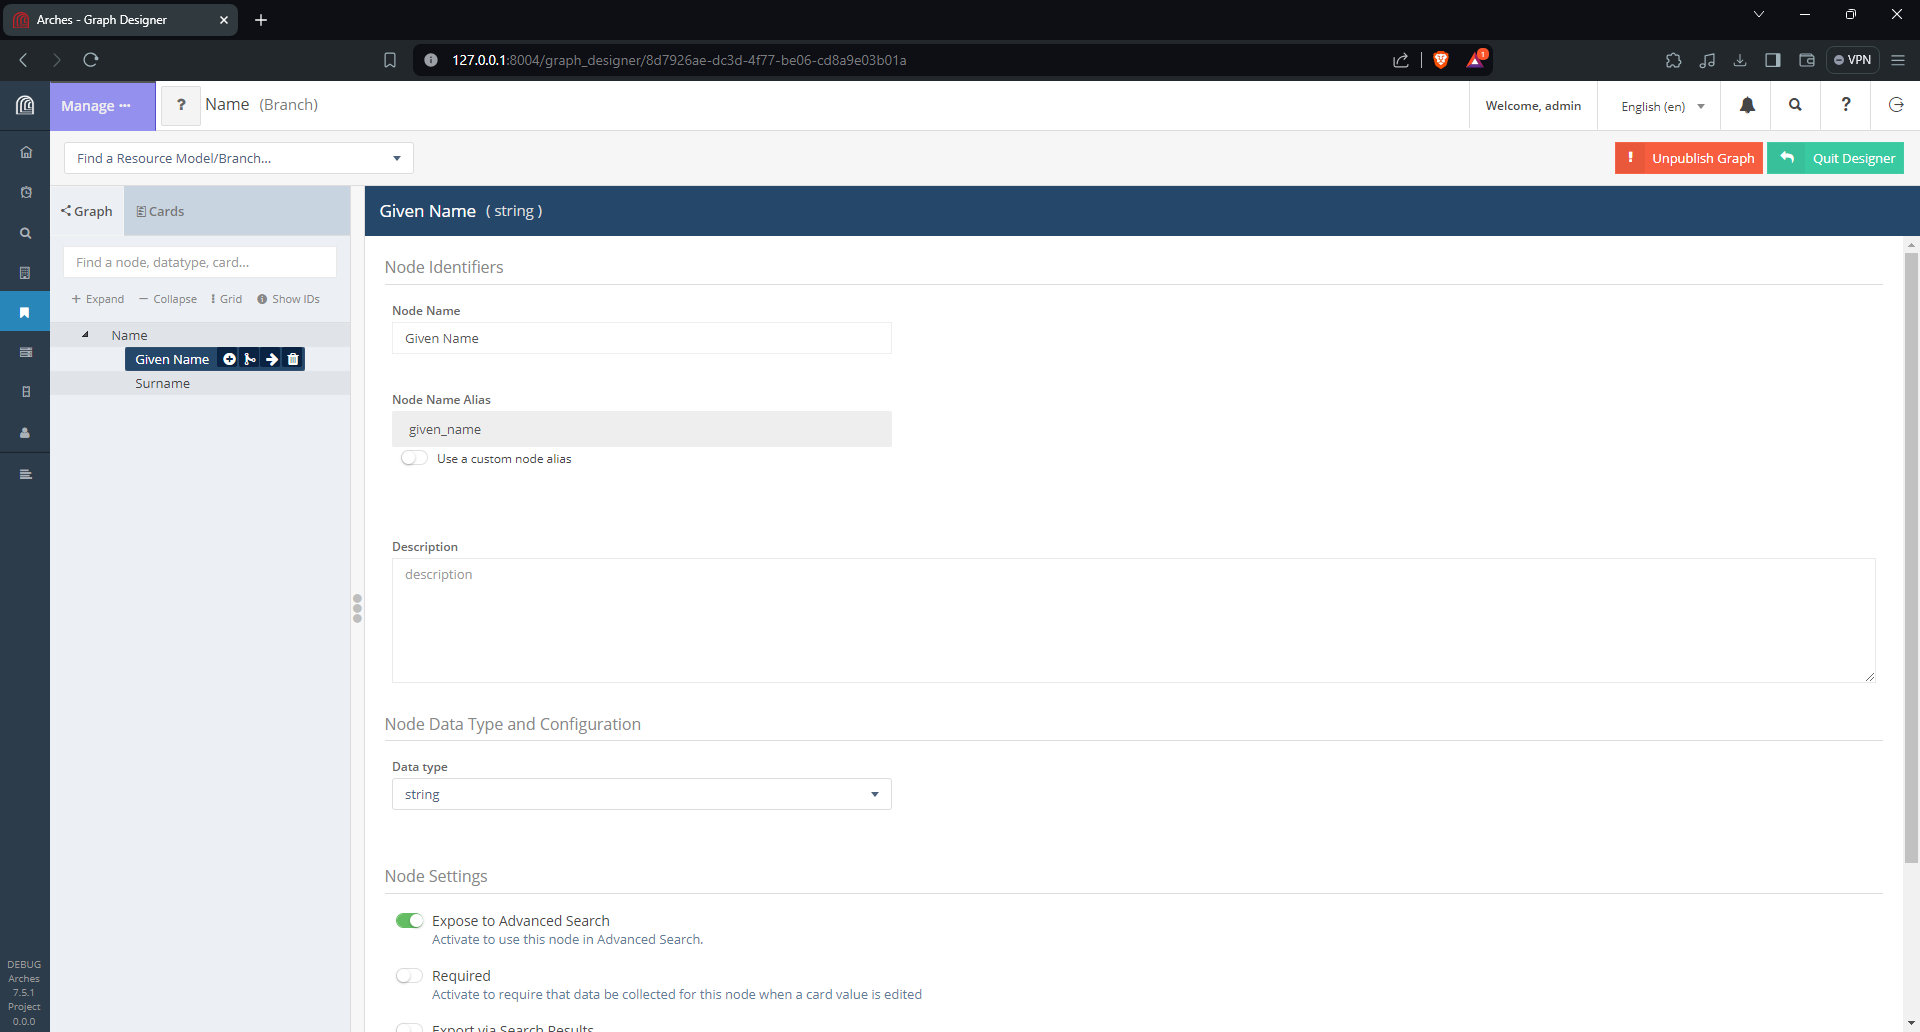 Arches - Graph Designer
127.0.0.1:8004/graph_designer/8d7926ae-dc3d-4f77-be06-cd8a9e03b01a
1
VPN
Manage
?
Name (Branch)
Welcome, admin
English (en)
?
Find a Resource Model/Branch...
! Unpublish Graph
Quit Designer
Graph
Cards
Given Name ( string )
Find a node, datatype, card...
+ Expand
− Collapse
Grid
Show IDs
Name
Given Name
Surname
Node Identifiers
Node Name
Given Name
Node Name Alias
given_name
Use a custom node alias
Description
description
Node Data Type and Configuration
Data type
string
Node Settings
Expose to Advanced Search
Activate to use this node in Advanced Search.
Required
Activate to require that data be collected for this node when a card value is edited
Export via Search Results
DEBUG
Arches
7.5.1
Project
0.0.0